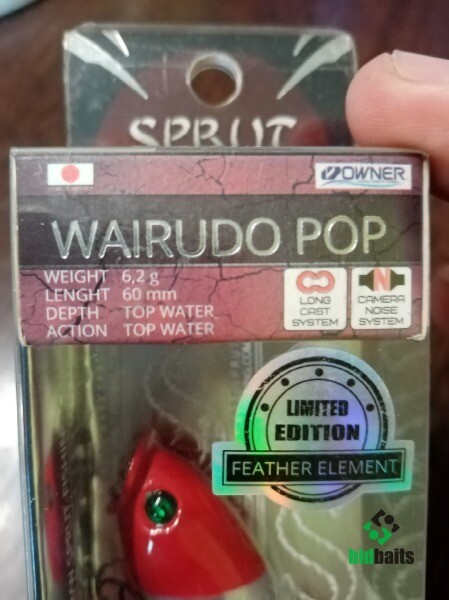 SPRUT
OWNER
WAIRUDO POP
WEIGHT 6,2 g
LENGHT 60 mm
DEPTH TOP WATER
ACTION TOP WATER
LONG
CAST
SYSTEM
N
CAMERA
NOISE
SYSTEM
LIMITED
EDITION
FEATHER ELEMENT
bidbaits